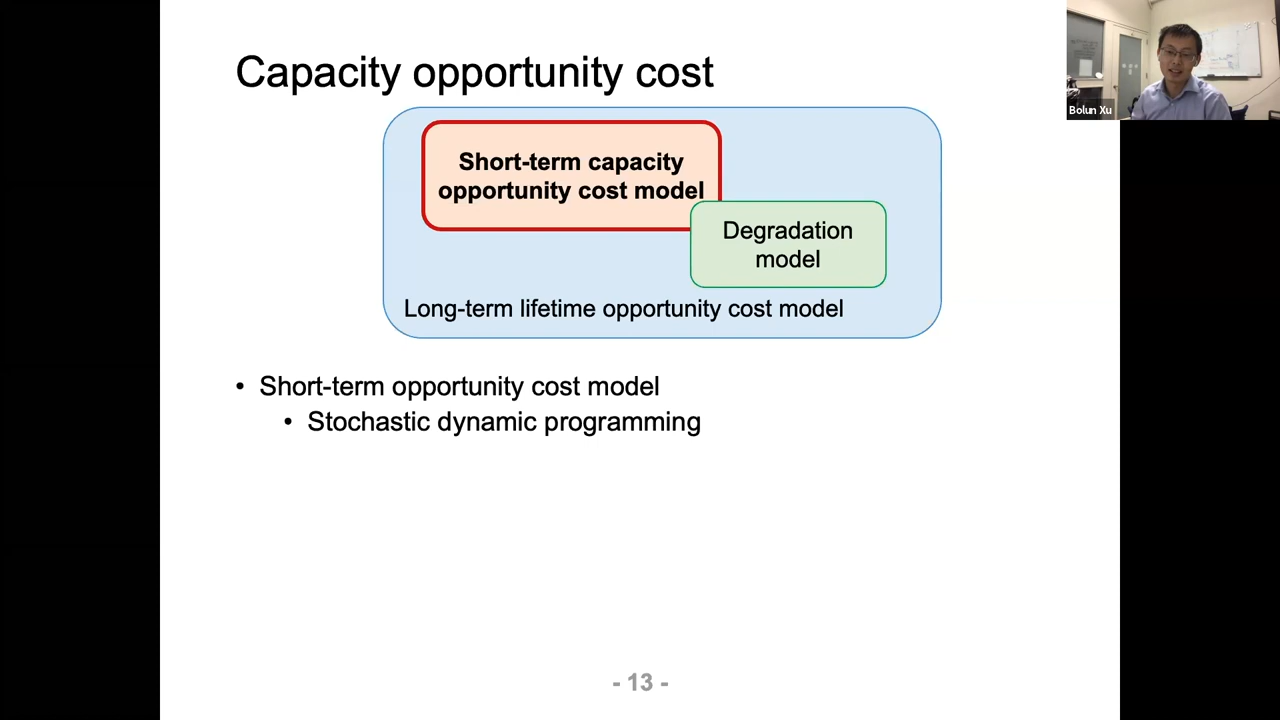 Capacity opportunity cost
Bolun Xu
Short-term capacity
opportunity cost model
Degradation
model
Long-term lifetime opportunity cost model
• Short-term opportunity cost model
• Stochastic dynamic programming
- 13 -